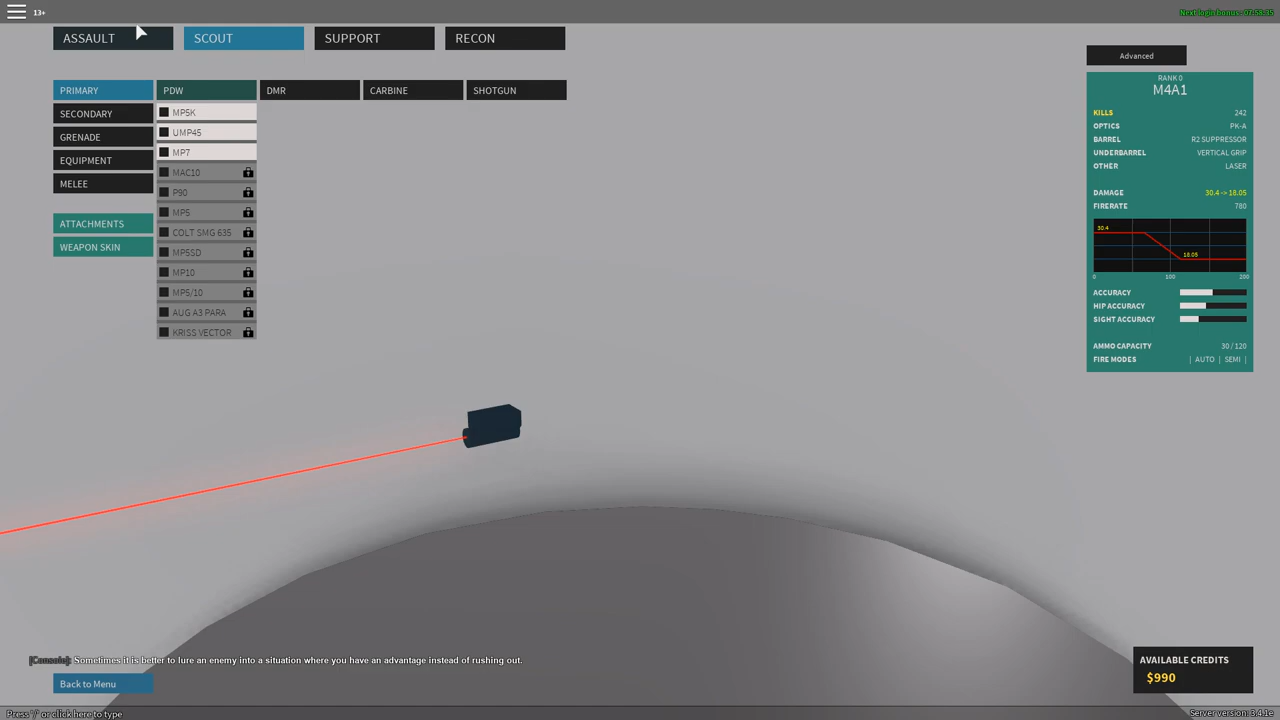 13+
Next login bonus: 07:58:35
ASSAULT
SCOUT
SUPPORT
RECON
Advanced
PRIMARY
SECONDARY
GRENADE
EQUIPMENT
MELEE
ATTACHMENTS
WEAPON SKIN
PDW
DMR
CARBINE
SHOTGUN
MP5K
UMP45
MP7
MAC10
P90
MP5
COLT SMG 635
MP5SD
MP10
MP5/10
AUG A3 PARA
KRISS VECTOR
RANK 0
M4A1
KILLS 242
OPTICS PK-A
BARREL R2 SUPPRESSOR
UNDERBARREL VERTICAL GRIP
OTHER LASER
DAMAGE 30.4 -> 18.05
FIRERATE 780
30.4
18.05
0 100 200
ACCURACY
HIP ACCURACY
SIGHT ACCURACY
AMMO CAPACITY 30 / 120
FIRE MODES | AUTO | SEMI |
[Console]: Sometimes it is better to lure an enemy into a situation where you have an advantage instead of rushing out.
Back to Menu
AVAILABLE CREDITS
$990
Press '/' or click here to type
Server version: 3.4.1e